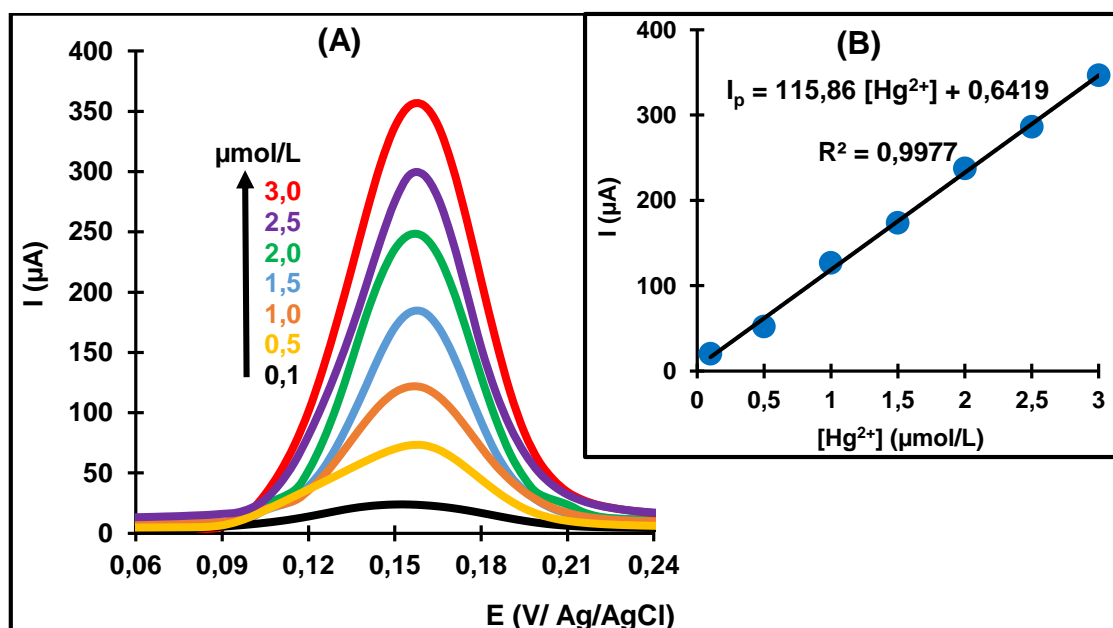 (A)
I (µA)
400
350
300
250
200
150
100
50
0
µmol/L
3,0
2,5
2,0
1,5
1,0
0,5
0,1
0,06 0,09 0,12 0,15 0,18 0,21 0,24
E (V/ Ag/AgCl)
(B)
I (µA)
400
300
200
100
0
Iₚ = 115,86 [Hg²⁺] + 0,6419
R² = 0,9977
0 0,5 1 1,5 2 2,5 3
[Hg²⁺] (µmol/L)